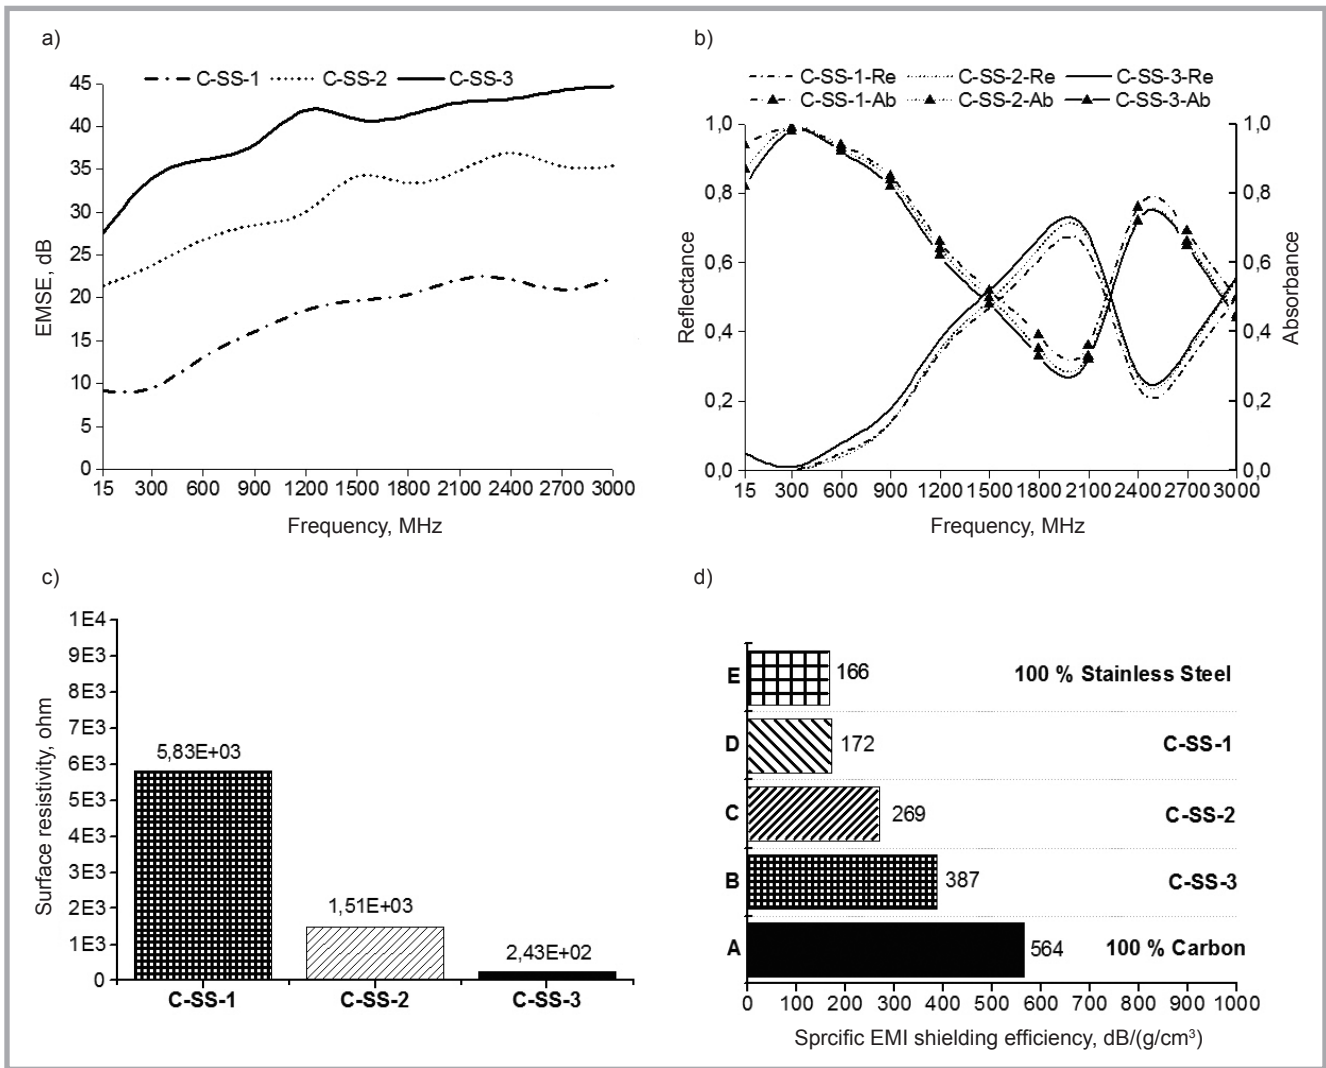 a)
C-SS-1 C-SS-2 C-SS-3
45
40
35
30
25
20
15
10
5
0
EMSE, dB
15 300 600 900 1200 1500 1800 2100 2400 2700 3000
Frequency, MHz
b)
C-SS-1-Re C-SS-2-Re C-SS-3-Re
C-SS-1-Ab C-SS-2-Ab C-SS-3-Ab
1,0 1,0
0,8 0,8
0,6 0,6
0,4 0,4
0,2 0,2
0,0 0,0
Reflectance
Absorbance
15 300 600 900 1200 1500 1800 2100 2400 2700 3000
Frequency, MHz
c)
1E4
9E3
8E3
7E3
6E3
5E3
4E3
3E3
2E3
1E3
0
Surface resistivity, ohm
5,83E+03
1,51E+03
2,43E+02
C-SS-1 C-SS-2 C-SS-3
d)
E 166 100 % Stainless Steel
D 172 C-SS-1
C 269 C-SS-2
B 387 C-SS-3
A 564 100 % Carbon
0 100 200 300 400 500 600 700 800 900 1000
Sprcific EMI shielding efficiency, dB/(g/cm³)